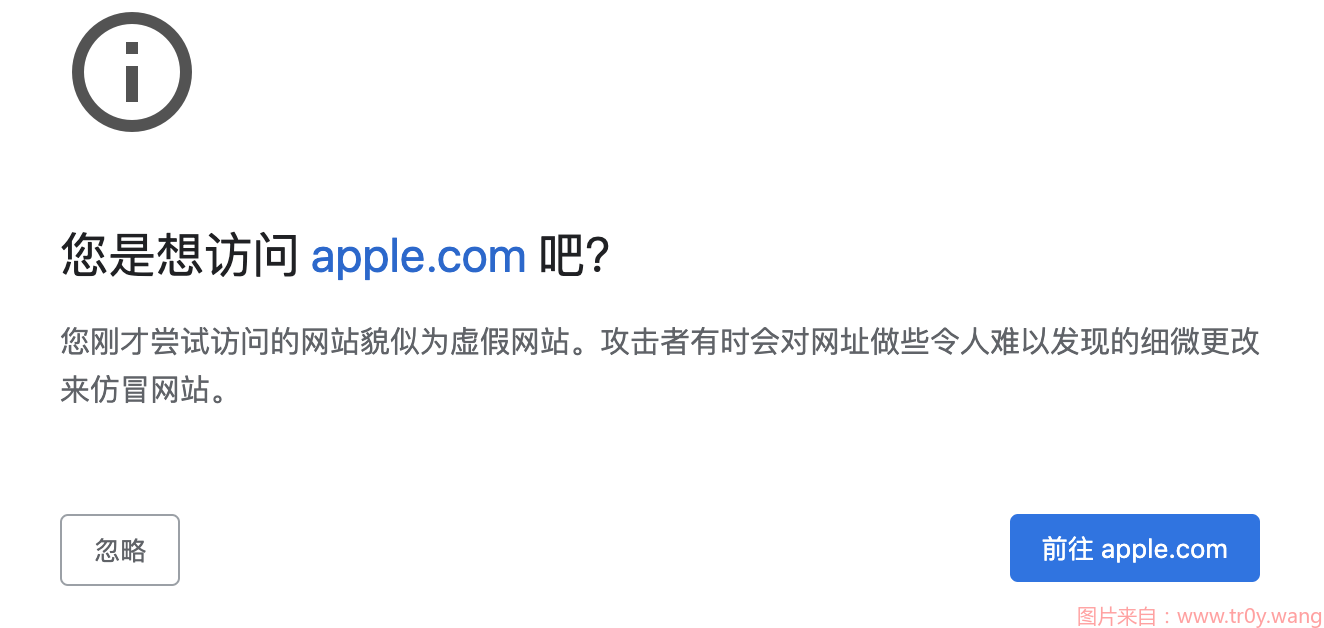 您是想访问 apple.com 吧?
您刚才尝试访问的网站貌似为虚假网站。攻击者有时会对网址做些令人难以发现的细微更改
来仿冒网站。
忽略
前往 apple.com
图片来自：www.tr0y.wang